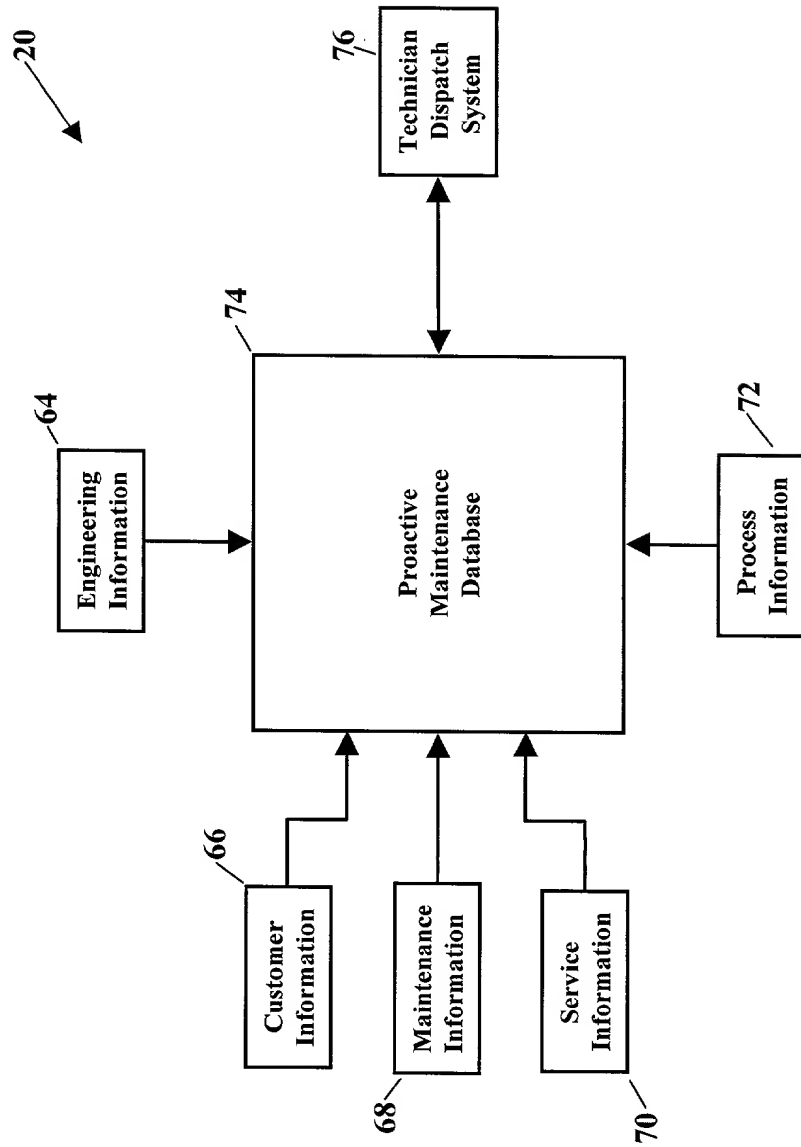 20
64
Engineering
Information
66
Customer
Information
68
Maintenance
Information
70
Service
Information
74
Proactive
Maintenance
Database
76
Technician
Dispatch
System
72
Process
Information